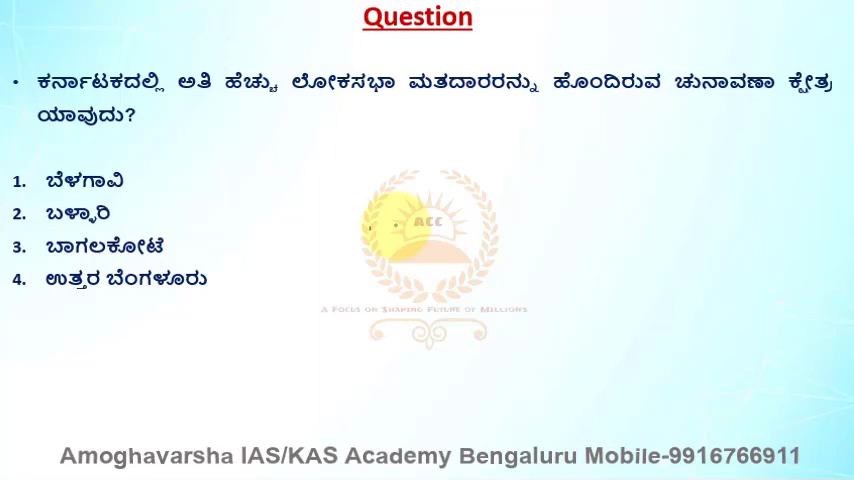 Question
• ಕರ್ನಾಟಕದಲ್ಲಿ ಅತಿ ಹೆಚ್ಚು ಲೋಕಸಭಾ ಮತದಾರರನ್ನು ಹೊಂದಿರುವ ಚುನಾವಣಾ ಕ್ಷೇತ್ರ
ಯಾವುದು?
1. ಬೆಳಗಾವಿ
2. ಬಳ್ಳಾರಿ
3. ಬಾಗಲಕೋಟೆ
4. ಉತ್ತರ ಬೆಂಗಳೂರು
ACC
A Focus on Shaping Future of Millions
Amoghavarsha IAS/KAS Academy Bengaluru Mobile-9916766911